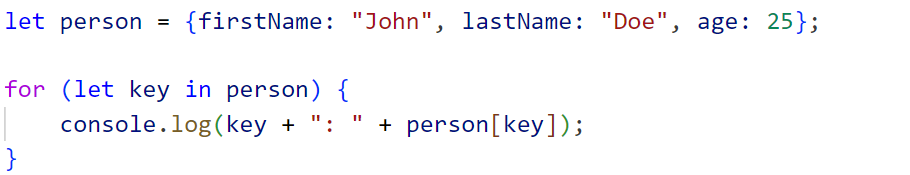 let person = {firstName: "John", lastName: "Doe", age: 25};
for (let key in person) {
    console.log(key + ": " + person[key]);
}